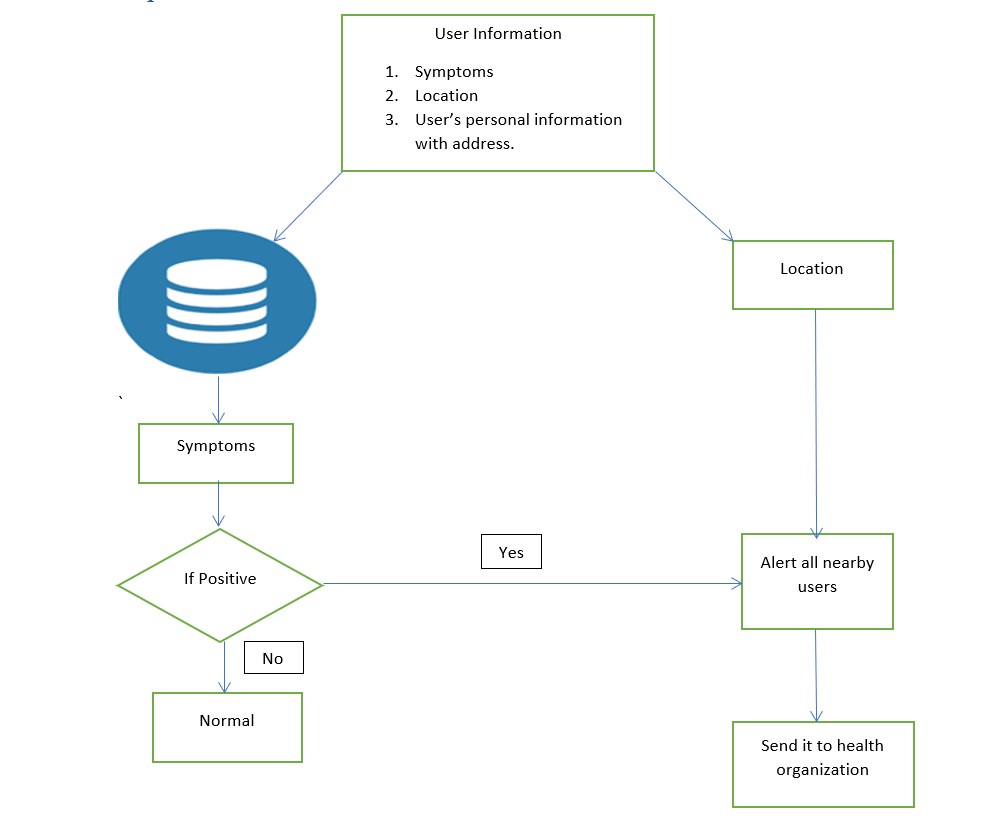 User Information
1. Symptoms
2. Location
3. User’s personal information
with address.
Location
`
Symptoms
If Positive
Yes
Alert all nearby
users
No
Normal
Send it to health
organization